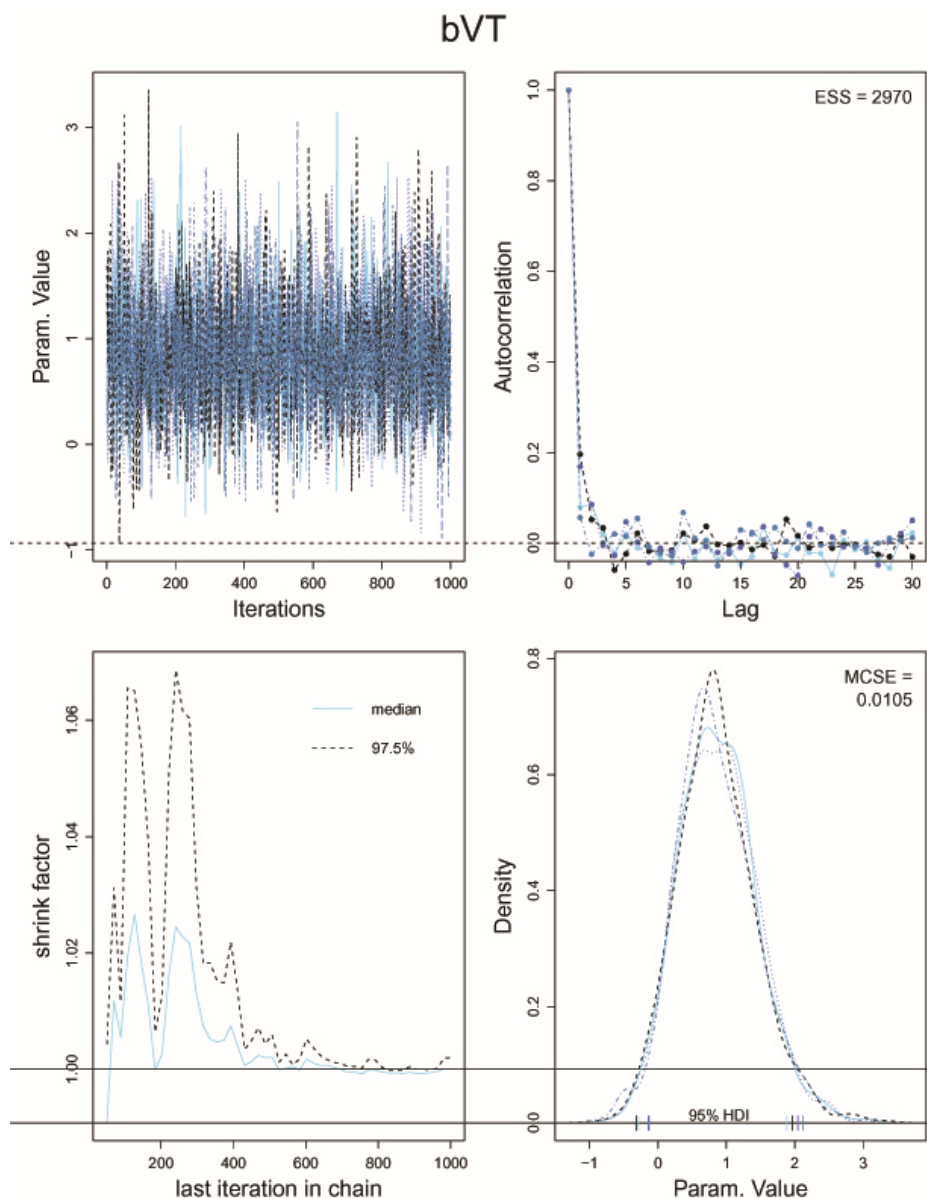 bVT
Param. Value
3
2
1
0
−1
0 200 400 600 800 1000
Iterations
Autocorrelation
1.0
0.8
0.6
0.4
0.2
0.0
ESS = 2970
0 5 10 15 20 25 30
Lag
shrink factor
1.06
1.04
1.02
1.00
median
97.5%
200 400 600 800 1000
last iteration in chain
Density
0.8
0.6
0.4
0.2
0.0
MCSE =
0.0105
95% HDI
−1 0 1 2 3
Param. Value